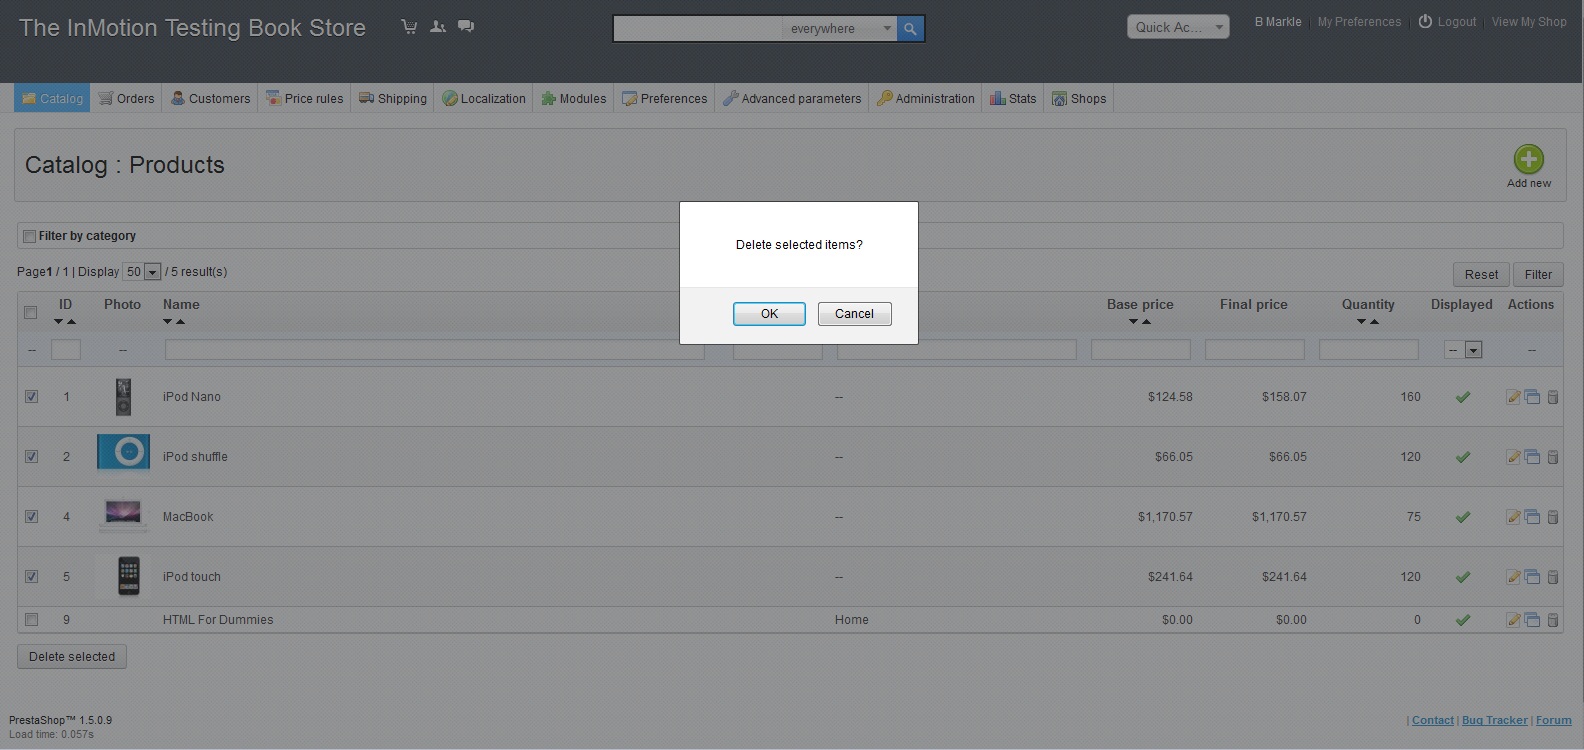 The InMotion Testing Book Store everywhere Quick Ac... B Markle My Preferences Logout View My Shop
Catalog Orders Customers Price rules Shipping Localization Modules Preferences Advanced parameters Administration Stats Shops
Catalog : Products
Add new
Filter by category
Delete selected items?
Page1 / 1 | Display 50 / 5 result(s) Reset Filter
OK Cancel
ID Photo Name Base price Final price Quantity Displayed Actions
-- -- -- --
1 iPod Nano -- $124.58 $158.07 160
2 iPod shuffle -- $66.05 $66.05 120
4 MacBook -- $1,170.57 $1,170.57 75
5 iPod touch -- $241.64 $241.64 120
9 HTML For Dummies Home $0.00 $0.00 0
Delete selected
PrestaShop™ 1.5.0.9 | Contact | Bug Tracker | Forum
Load time: 0.057s